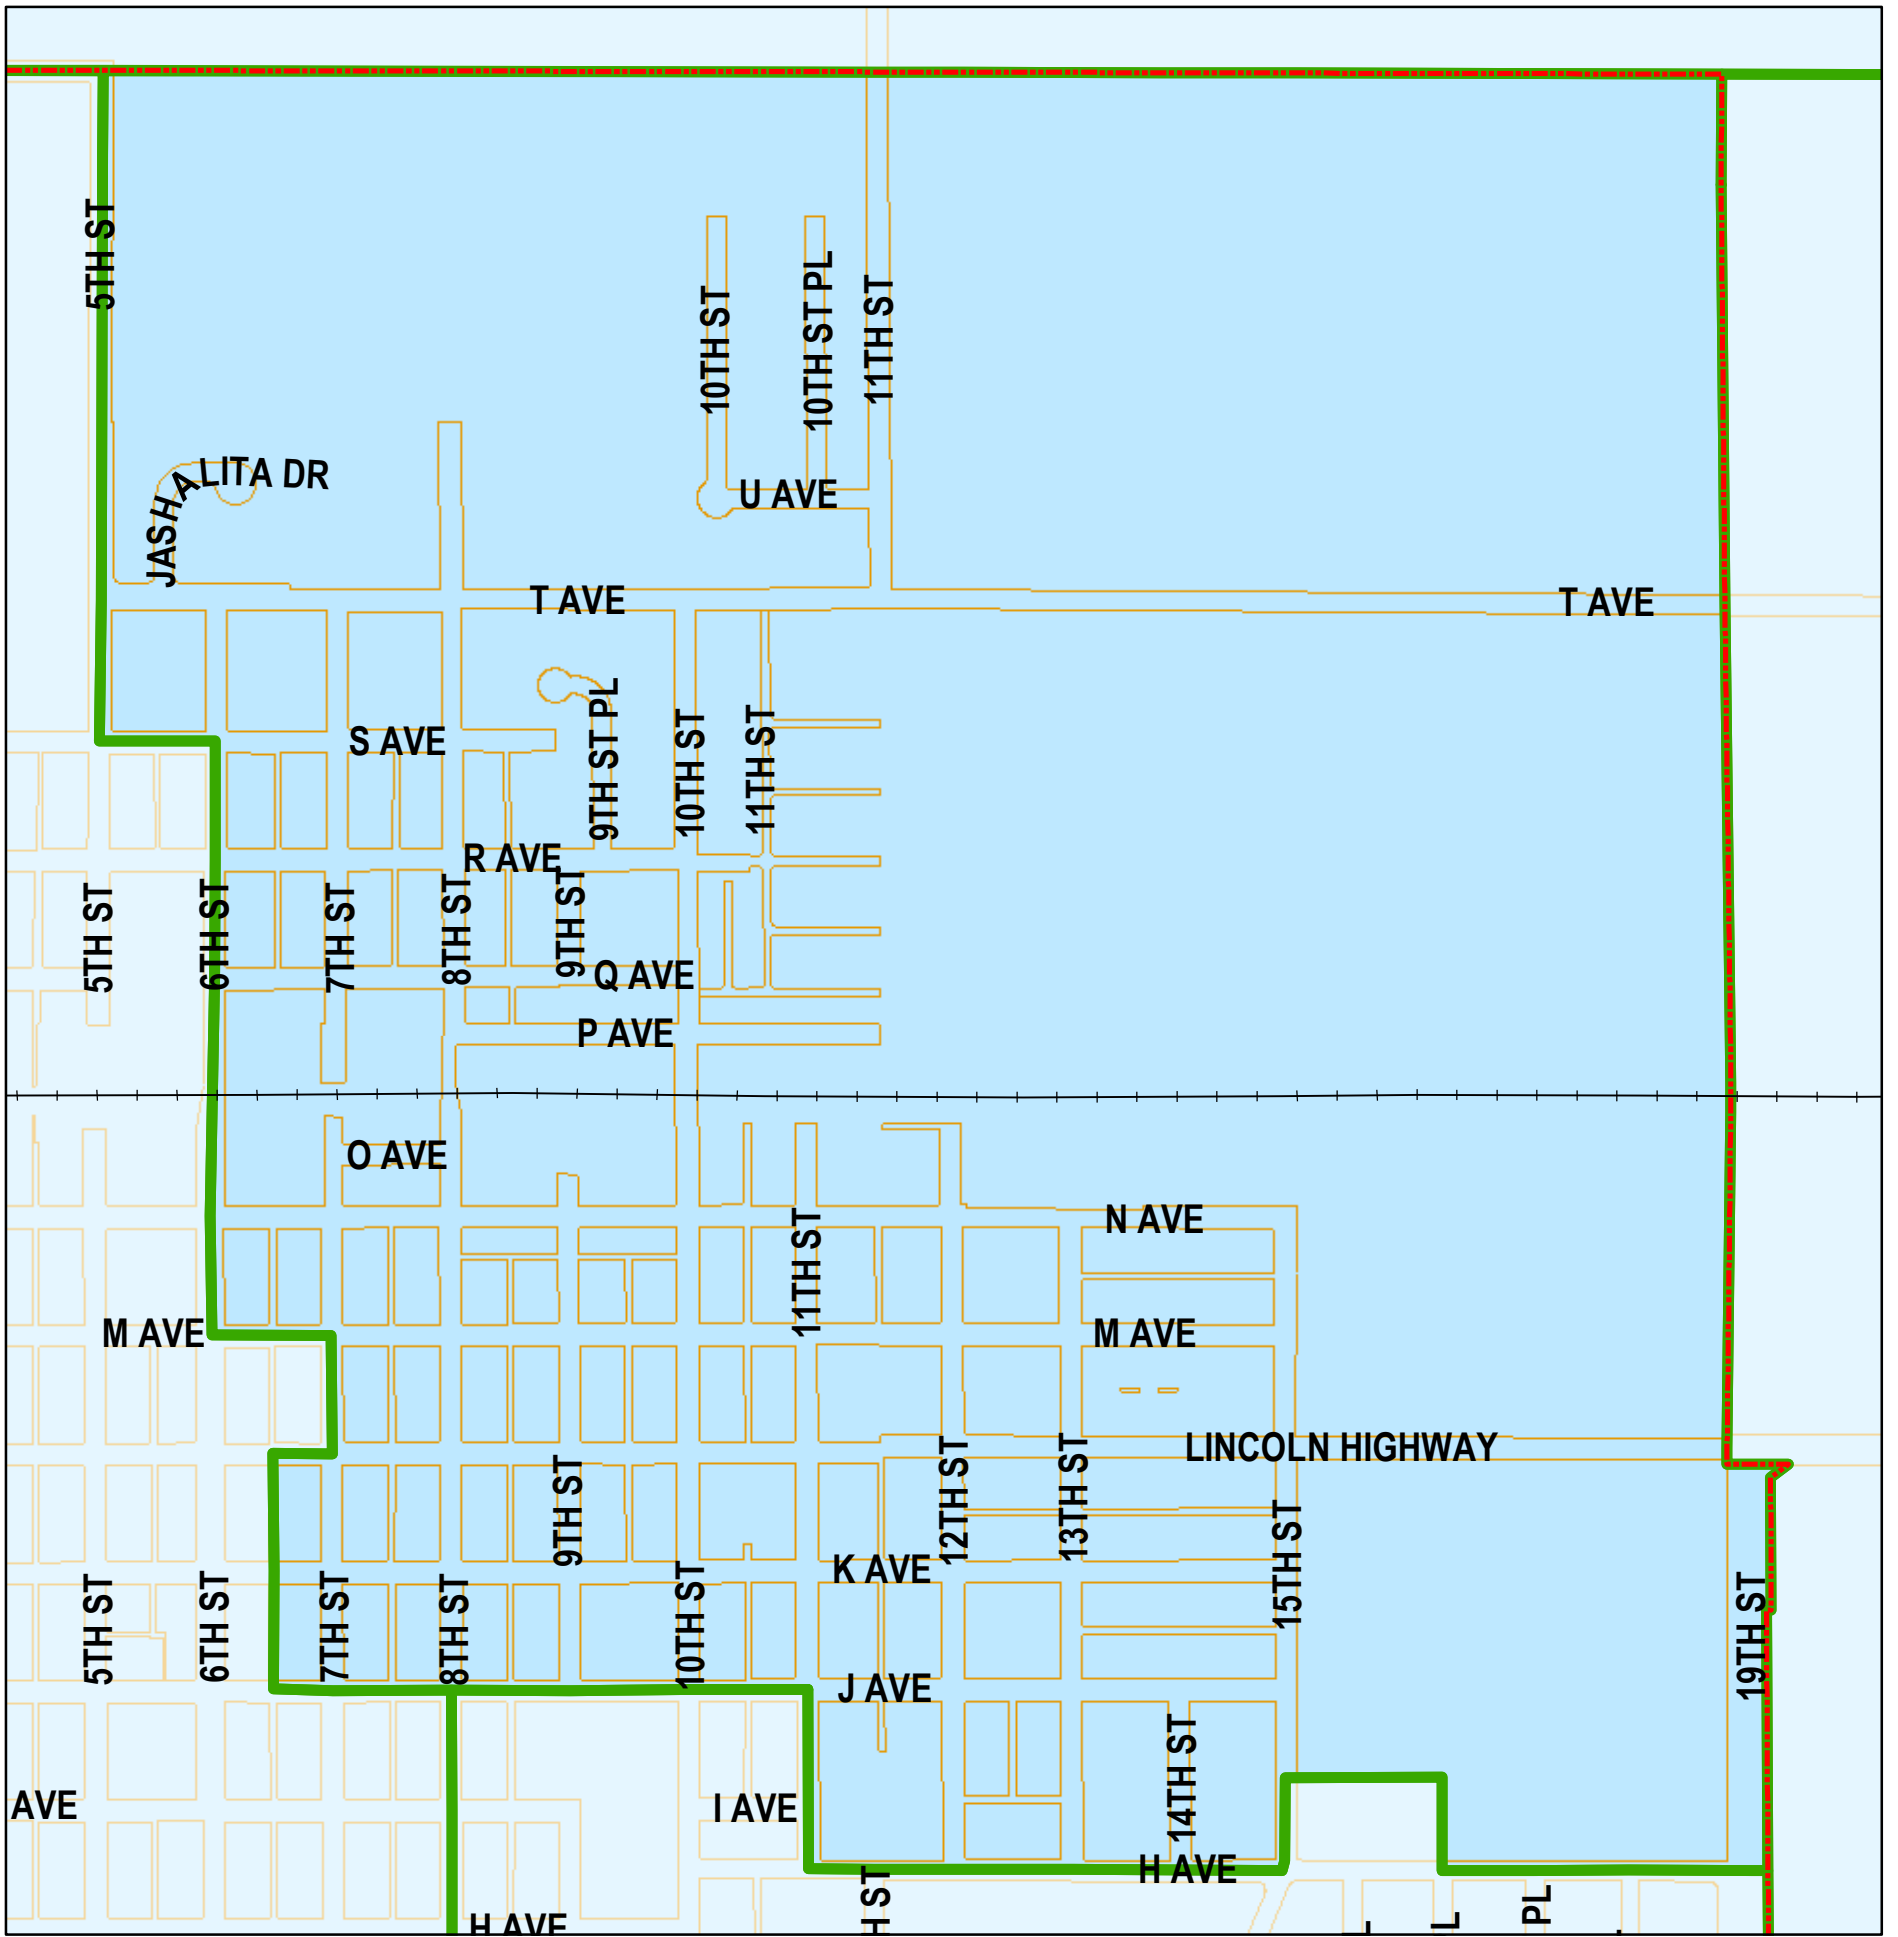 5TH ST
10TH ST
10TH ST PL
11TH ST
JASHALITA DR
U AVE
T AVE
T AVE
S AVE
9TH ST PL
10TH ST
11TH ST
R AVE
5TH ST
6TH ST
7TH ST
8TH ST
9TH ST
Q AVE
P AVE
O AVE
N AVE
11TH ST
M AVE
M AVE
LINCOLN HIGHWAY
9TH ST
12TH ST
13TH ST
15TH ST
K AVE
5TH ST
6TH ST
7TH ST
8TH ST
10TH ST
19TH ST
J AVE
14TH ST
AVE
I AVE
H AVE
H ST
H AVE
L
L
PL